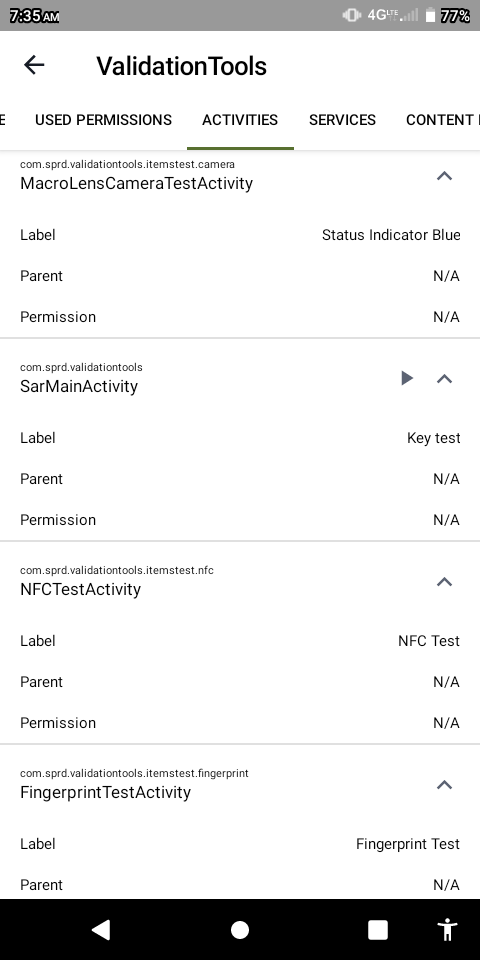 7:35 AM 4G LTE 77%
ValidationTools
E USED PERMISSIONS ACTIVITIES SERVICES CONTENT
com.sprd.validationtools.itemstest.camera
MacroLensCameraTestActivity
Label Status Indicator Blue
Parent N/A
Permission N/A
com.sprd.validationtools
SarMainActivity
Label Key test
Parent N/A
Permission N/A
com.sprd.validationtools.itemstest.nfc
NFCTestActivity
Label NFC Test
Parent N/A
Permission N/A
com.sprd.validationtools.itemstest.fingerprint
FingerprintTestActivity
Label Fingerprint Test
Parent N/A